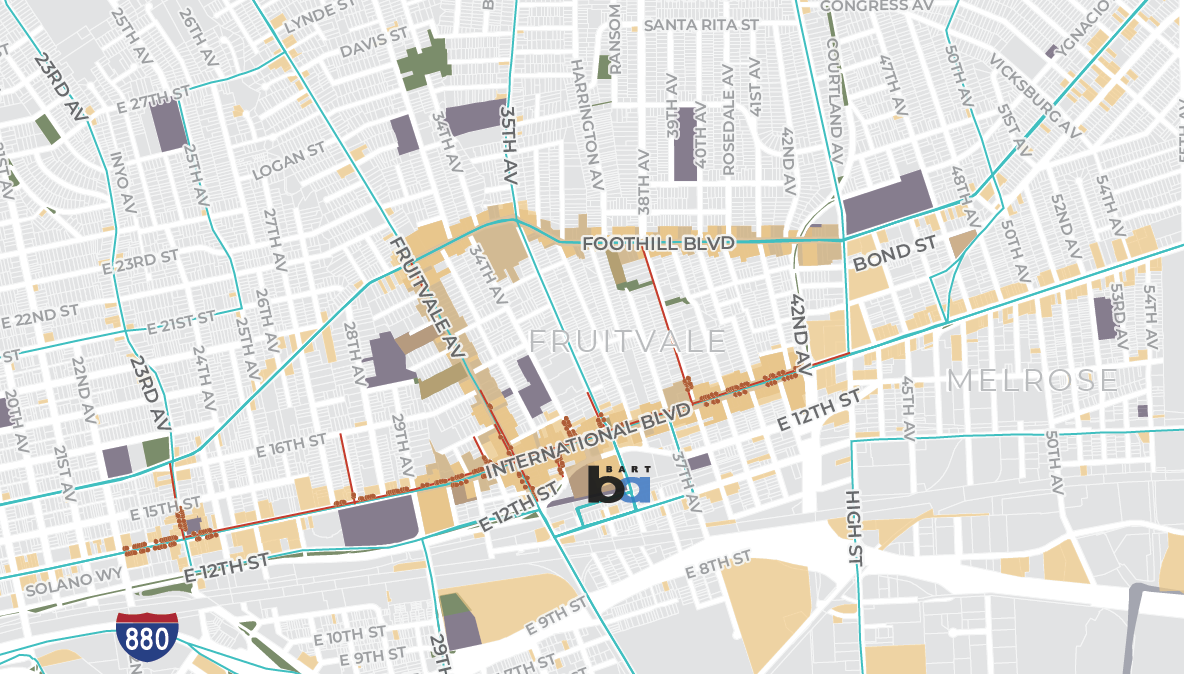 LYNDE ST
CONGRESS AV
25TH AV
26TH AV
DAVIS ST
RANSOM
SANTA RITA ST
YGNACIO
23RD AV
E 27TH ST
HARRINGTON AV
39TH AV
40TH AV
ROSEDALE AV
41ST AV
COURTLAND AV
47TH AV
50TH AV
VICKSBURG AV
51ST AV
35TH AV
34TH AV
LOGAN ST
INYO AV
25TH AV
38TH AV
42ND AV
48TH AV
52ND AV
54TH AV
27TH AV
FRUITVALE AV
34TH AV
FOOTHILL BLVD
BOND ST
50TH AV
E 23RD ST
E 22ND ST
E 21ST ST
25TH AV
26TH AV
28TH AV
FRUITVALE
42ND AV
53RD AV
54TH AV
ST
23RD AV
24TH AV
22ND AV
20TH AV
MELROSE
45TH AV
E 12TH ST
INTERNATIONAL BLVD
29TH AV
E 16TH ST
21ST AV
50TH AV
37TH AV
BART
ba
E 12TH ST
HIGH ST
E 15TH ST
E 12TH ST
SOLANO WY
E 8TH ST
880
E 10TH ST
E 9TH ST
E 9TH ST
29TH
7TH ST